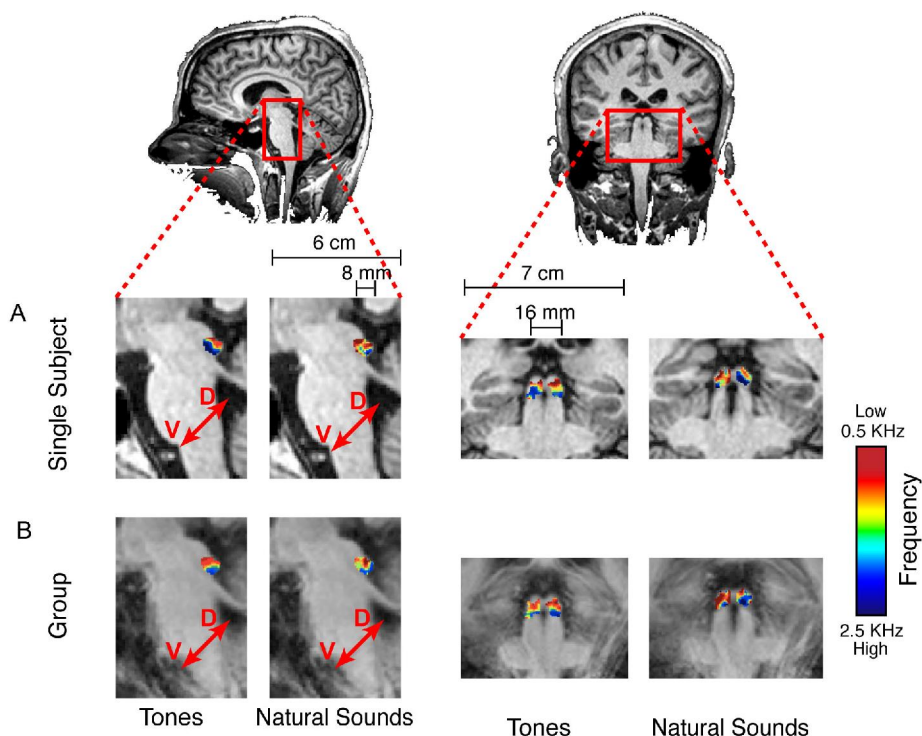 6 cm
8 mm
7 cm
16 mm
A
Single Subject
D
V
D
V
Low
0.5 KHz
Frequency
2.5 KHz
High
B
Group
D
V
D
V
Tones
Natural Sounds
Tones
Natural Sounds